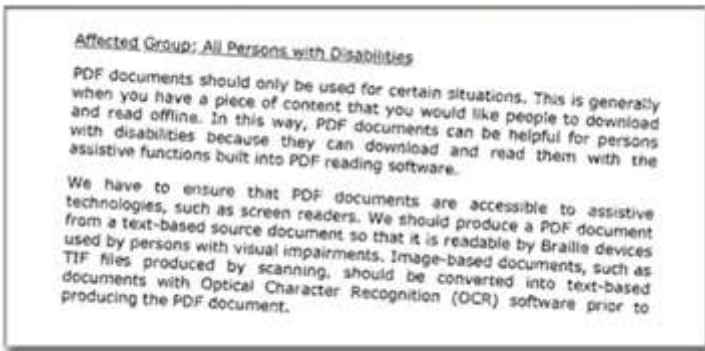 Affected Group: All Persons with Disabilities
PDF documents should only be used for certain situations. This is generally
when you have a piece of content that you would like people to download
and read offline. In this way, PDF documents can be helpful for persons
with disabilities because they can download and read them with the
assistive functions built into PDF reading software.
We have to ensure that PDF documents are accessible to assistive
technologies, such as screen readers. We should produce a PDF document
from a text-based source document so that it is readable by Braille devices
used by persons with visual impairments. Image-based documents, such as
TIF files produced by scanning, should be converted into text-based
documents with Optical Character Recognition (OCR) software prior to
producing the PDF document.